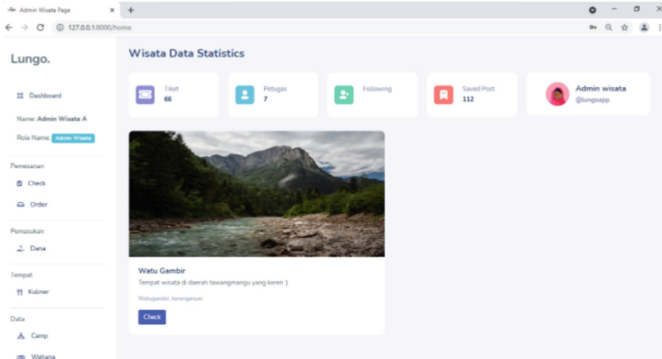 Admin Wisata Page
127.0.0.1:8000/home
Lungo.
Dashboard
Name: Admin Wisata A
Role Name: Admin Wisata
Pemesanan
Check
Order
Pemasukan
Dana
Tempat
Kuliner
Data
Camp
Wahana
Wisata Data Statistics
Tiket
66
Petugas
7
Following
Saved Post
112
Admin wisata
@lungoapp
Watu Gambir
Tempat wisata di daerah tawangmangu yang keren :)
Watugambir, karanganyar
Check